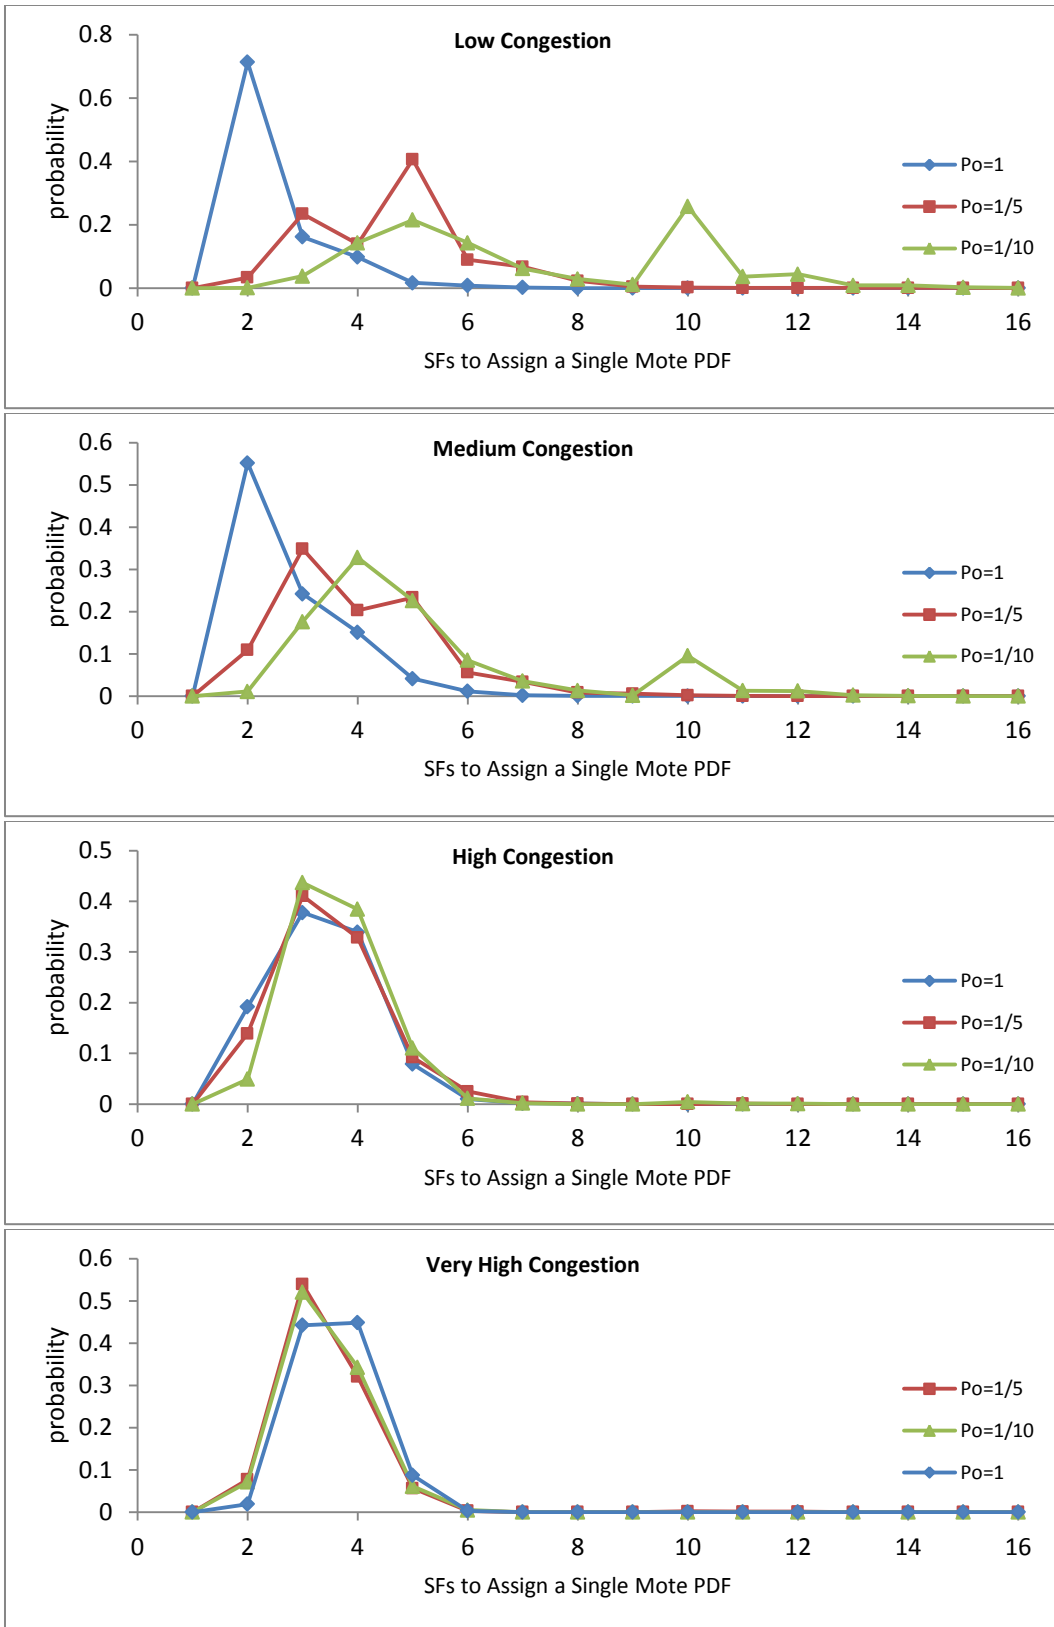 Low Congestion
0.8
0.6
0.4
0.2
0
probability
0 2 4 6 8 10 12 14 16
SFs to Assign a Single Mote PDF
Po=1
Po=1/5
Po=1/10
Medium Congestion
0.6
0.5
0.4
0.3
0.2
0.1
0
probability
0 2 4 6 8 10 12 14 16
SFs to Assign a Single Mote PDF
Po=1
Po=1/5
Po=1/10
High Congestion
0.5
0.4
0.3
0.2
0.1
0
probability
0 2 4 6 8 10 12 14 16
SFs to Assign a Single Mote PDF
Po=1
Po=1/5
Po=1/10
Very High Congestion
0.6
0.5
0.4
0.3
0.2
0.1
0
probability
0 2 4 6 8 10 12 14 16
SFs to Assign a Single Mote PDF
Po=1/5
Po=1/10
Po=1